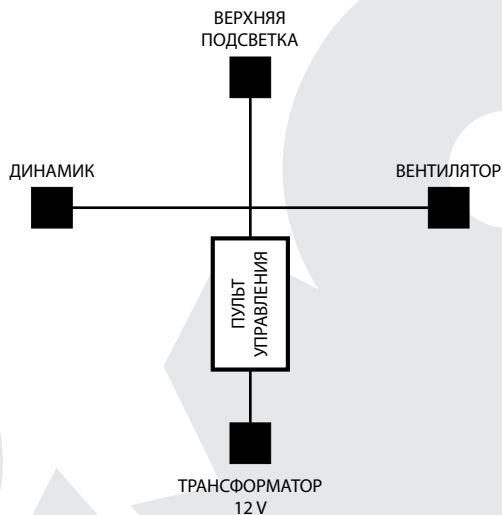 ВЕРХНЯЯ
ПОДСВЕТКА
ДИНАМИК
ВЕНТИЛЯТОР
ПУЛЬТ
УПРАВЛЕНИЯ
ТРАНСФОРМАТОР
12 V